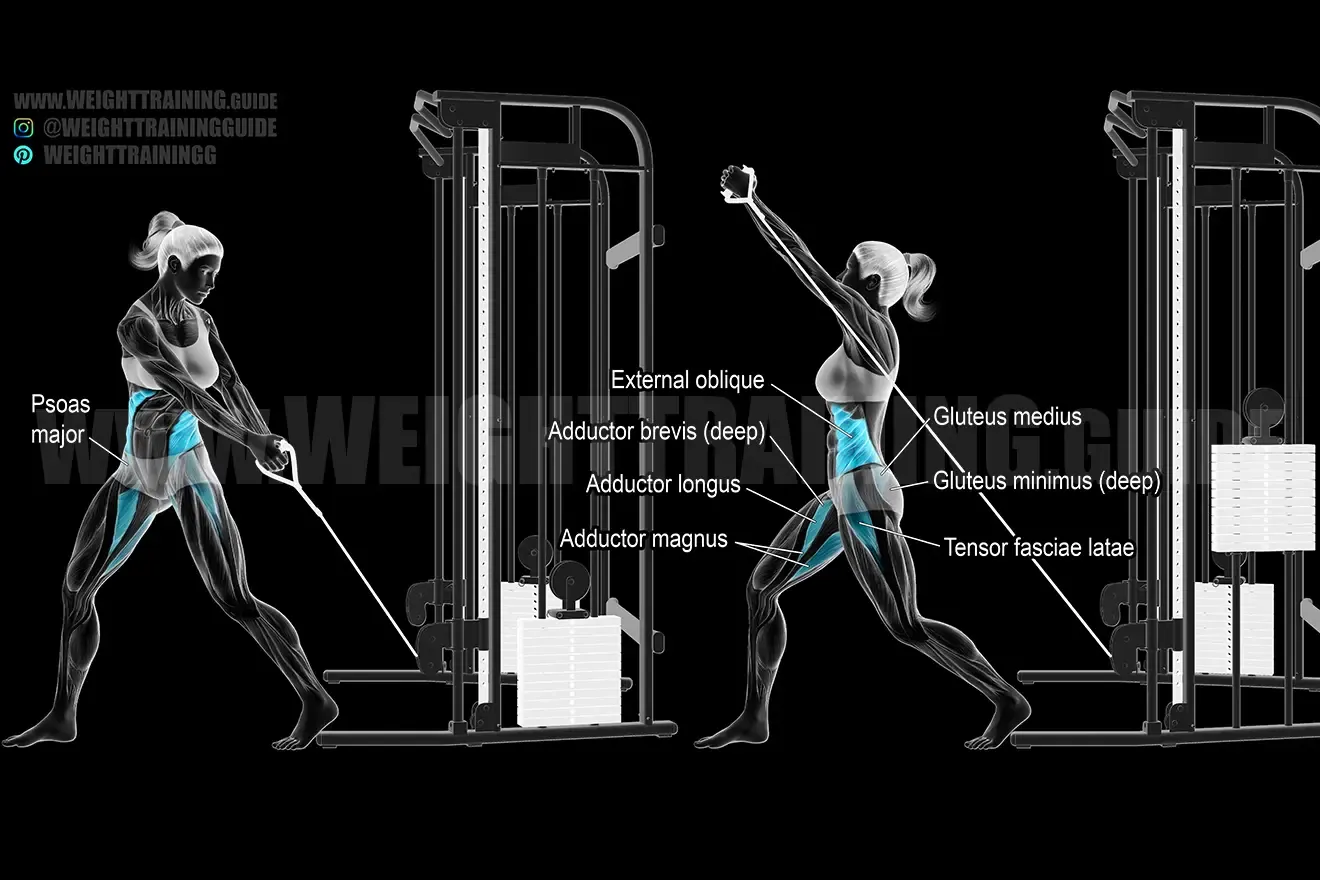 WWW.WEIGHTTRAINING.GUIDE
@WEIGHTTRAININGGUIDE
WEIGHTTRAININGG
Psoas
major
External oblique
Adductor brevis (deep)
Adductor longus
Adductor magnus
Gluteus medius
Gluteus minimus (deep)
Tensor fasciae latae
WWW.WEIGHTTRAINING.GUIDE